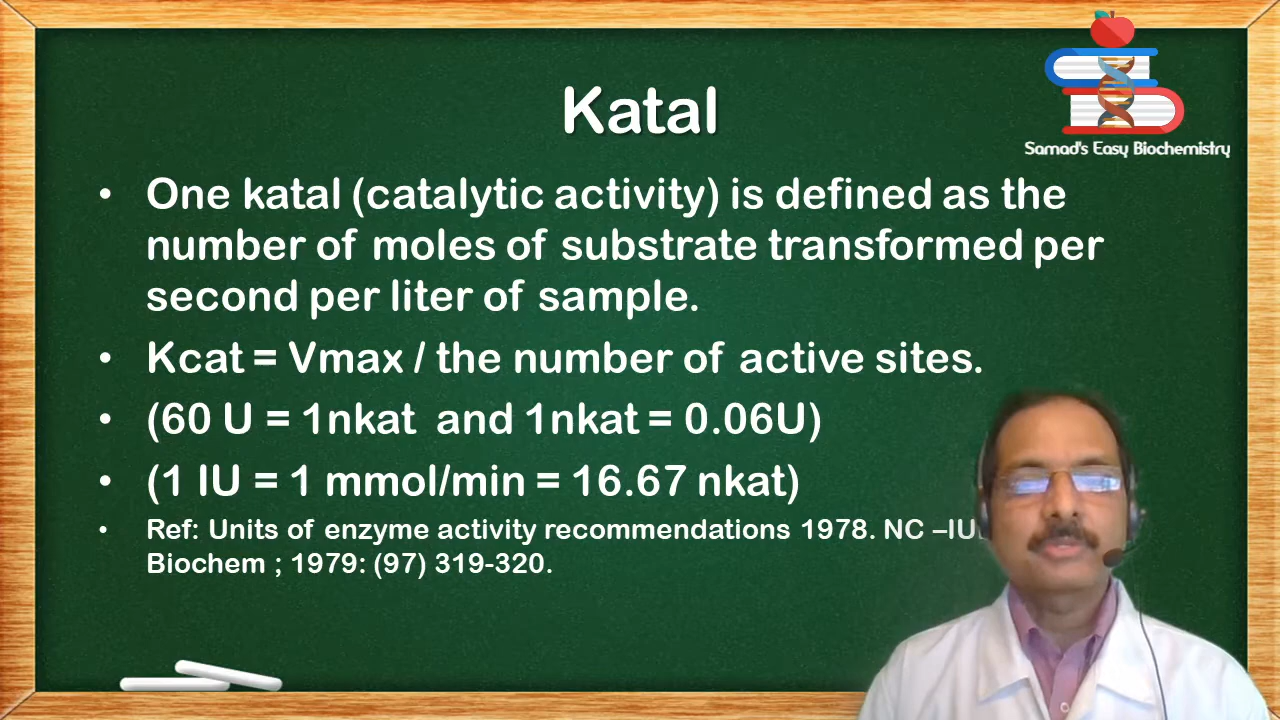 Samad's Easy Biochemistry
Katal
• One katal (catalytic activity) is defined as the
number of moles of substrate transformed per
second per liter of sample.
• Kcat = Vmax / the number of active sites.
• (60 U = 1nkat and 1nkat = 0.06U)
• (1 IU = 1 mmol/min = 16.67 nkat)
• Ref: Units of enzyme activity recommendations 1978. NC
Biochem ; 1979: (97) 319-320.